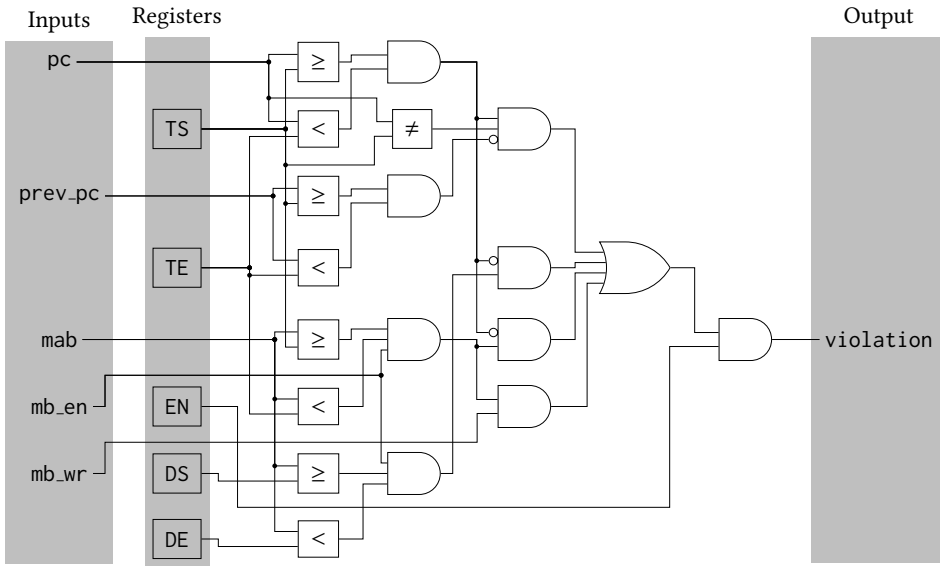 Inputs
Registers
Output
pc
≥
TS
<
≠
prev_pc
≥
TE
<
mab
≥
violation
mb_en
EN
<
mb_wr
DS
≥
DE
<